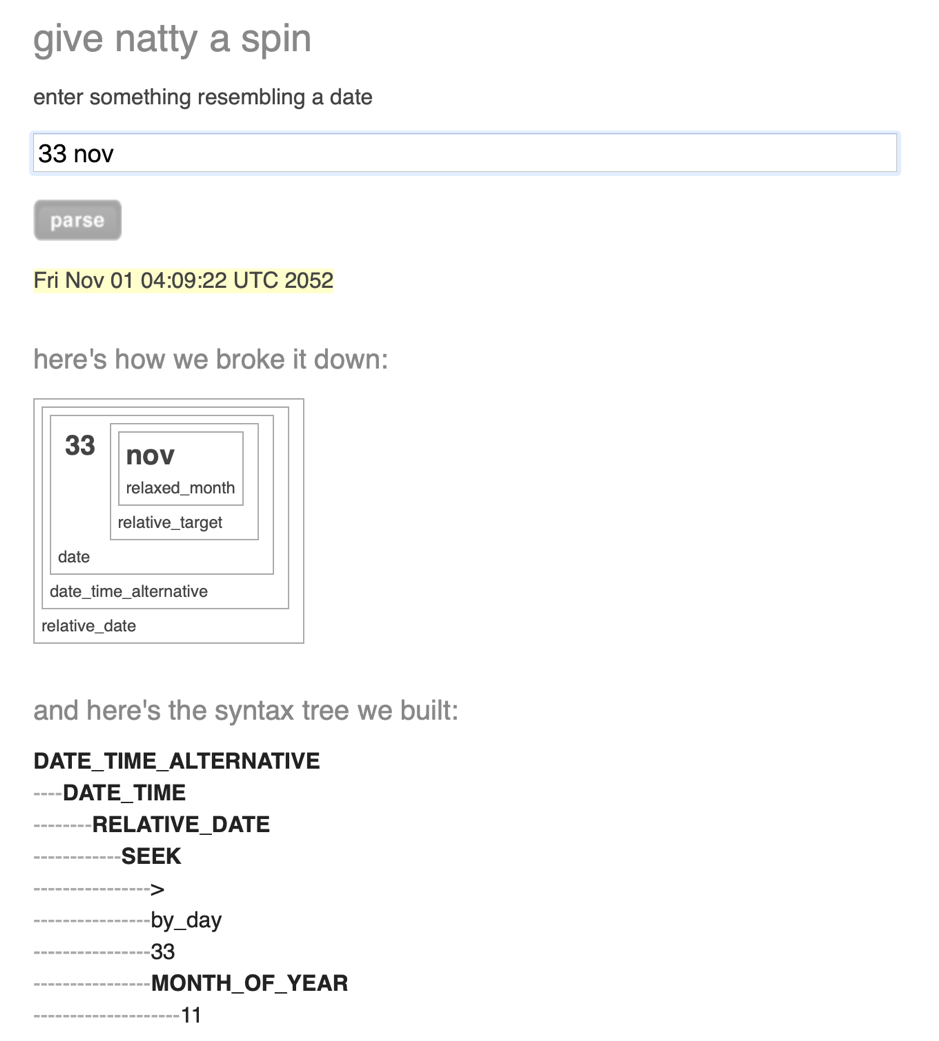 give natty a spin
enter something resembling a date
33 nov
parse
Fri Nov 01 04:09:22 UTC 2052
here's how we broke it down:
33
nov
relaxed_month
relative_target
date
date_time_alternative
relative_date
and here's the syntax tree we built:
DATE_TIME_ALTERNATIVE
----DATE_TIME
--------RELATIVE_DATE
------------SEEK
---------------->
----------------by_day
----------------33
----------------MONTH_OF_YEAR
--------------------11